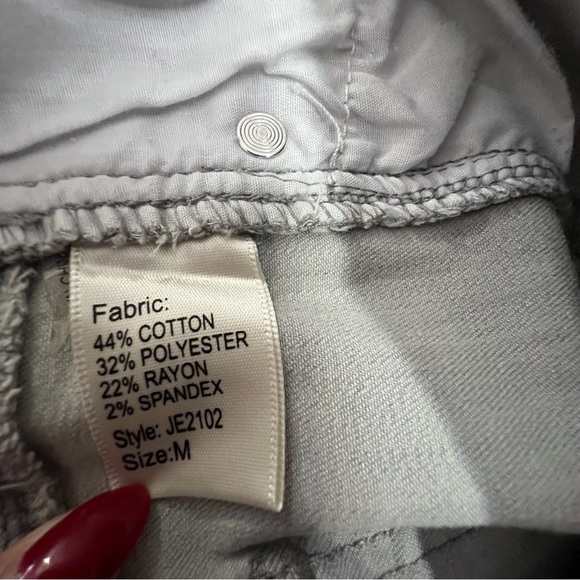 Fabric:
44% COTTON
32% POLYESTER
22% RAYON
2% SPANDEX
Style: JE2102
Size:M